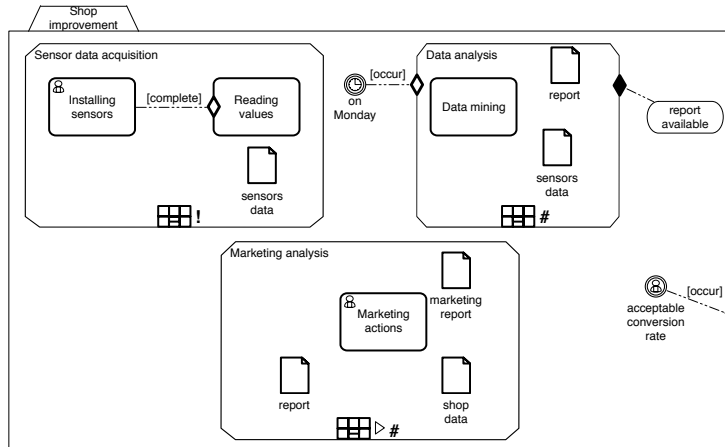 Shop
improvement
Sensor data acquisition
Installing
sensors
[complete]
Reading
values
sensors
data
!
on
Monday
[occur]
Data analysis
Data mining
report
sensors
data
#
report
available
Marketing analysis
Marketing
actions
marketing
report
report
shop
data
#
acceptable
conversion
rate
[occur]